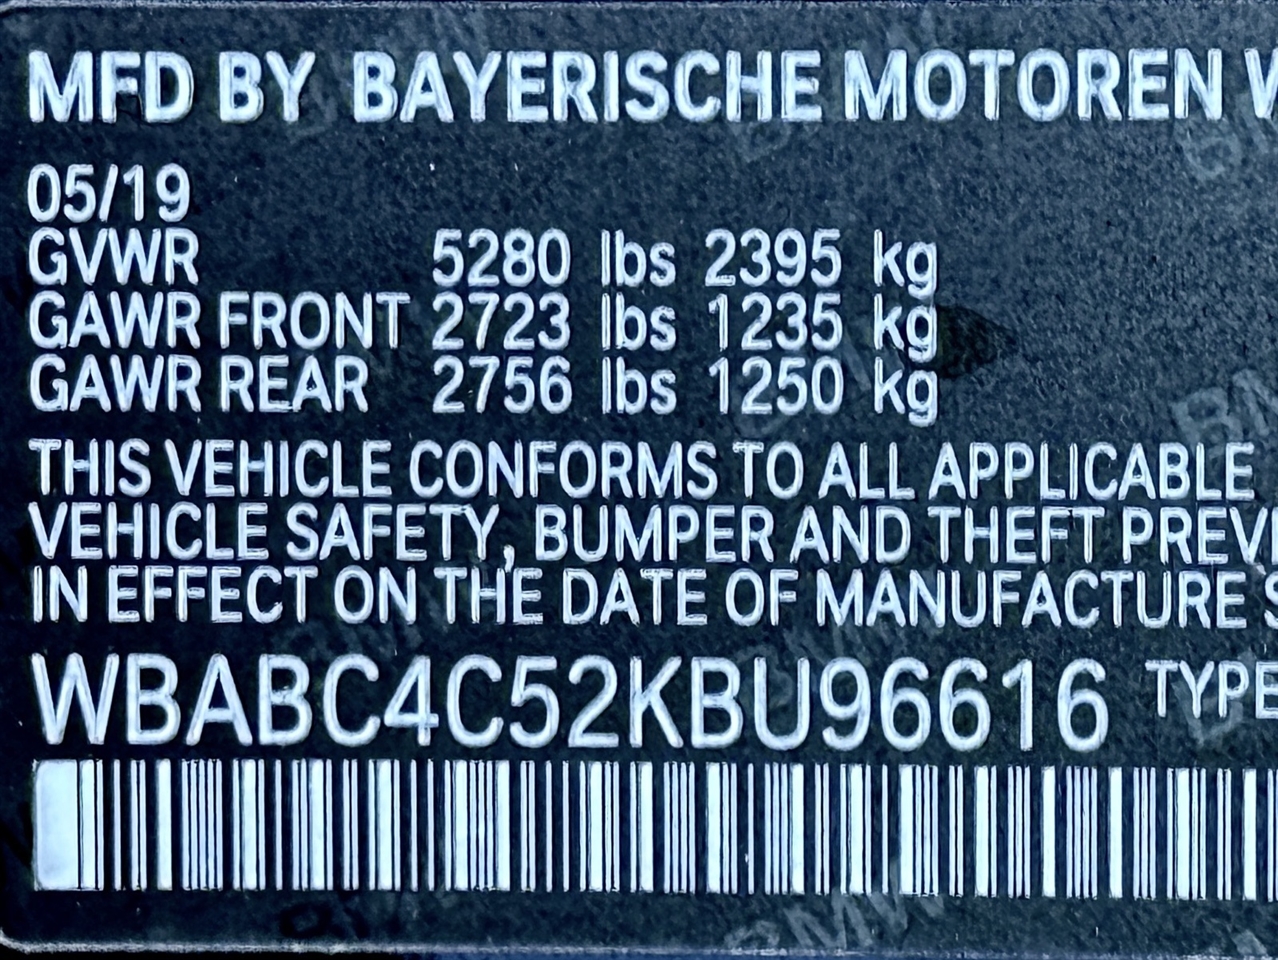 MFD BY BAYERISCHE MOTOREN
05/19
GVWR 5280 lbs 2395 kg
GAWR FRONT 2723 lbs 1235 kg
GAWR REAR 2756 lbs 1250 kg
THIS VEHICLE CONFORMS TO ALL APPLICABLE
VEHICLE SAFETY, BUMPER AND THEFT
IN EFFECT ON THE DATE OF MANUFACTURE
WBABC4C52KBU96616 TYPE